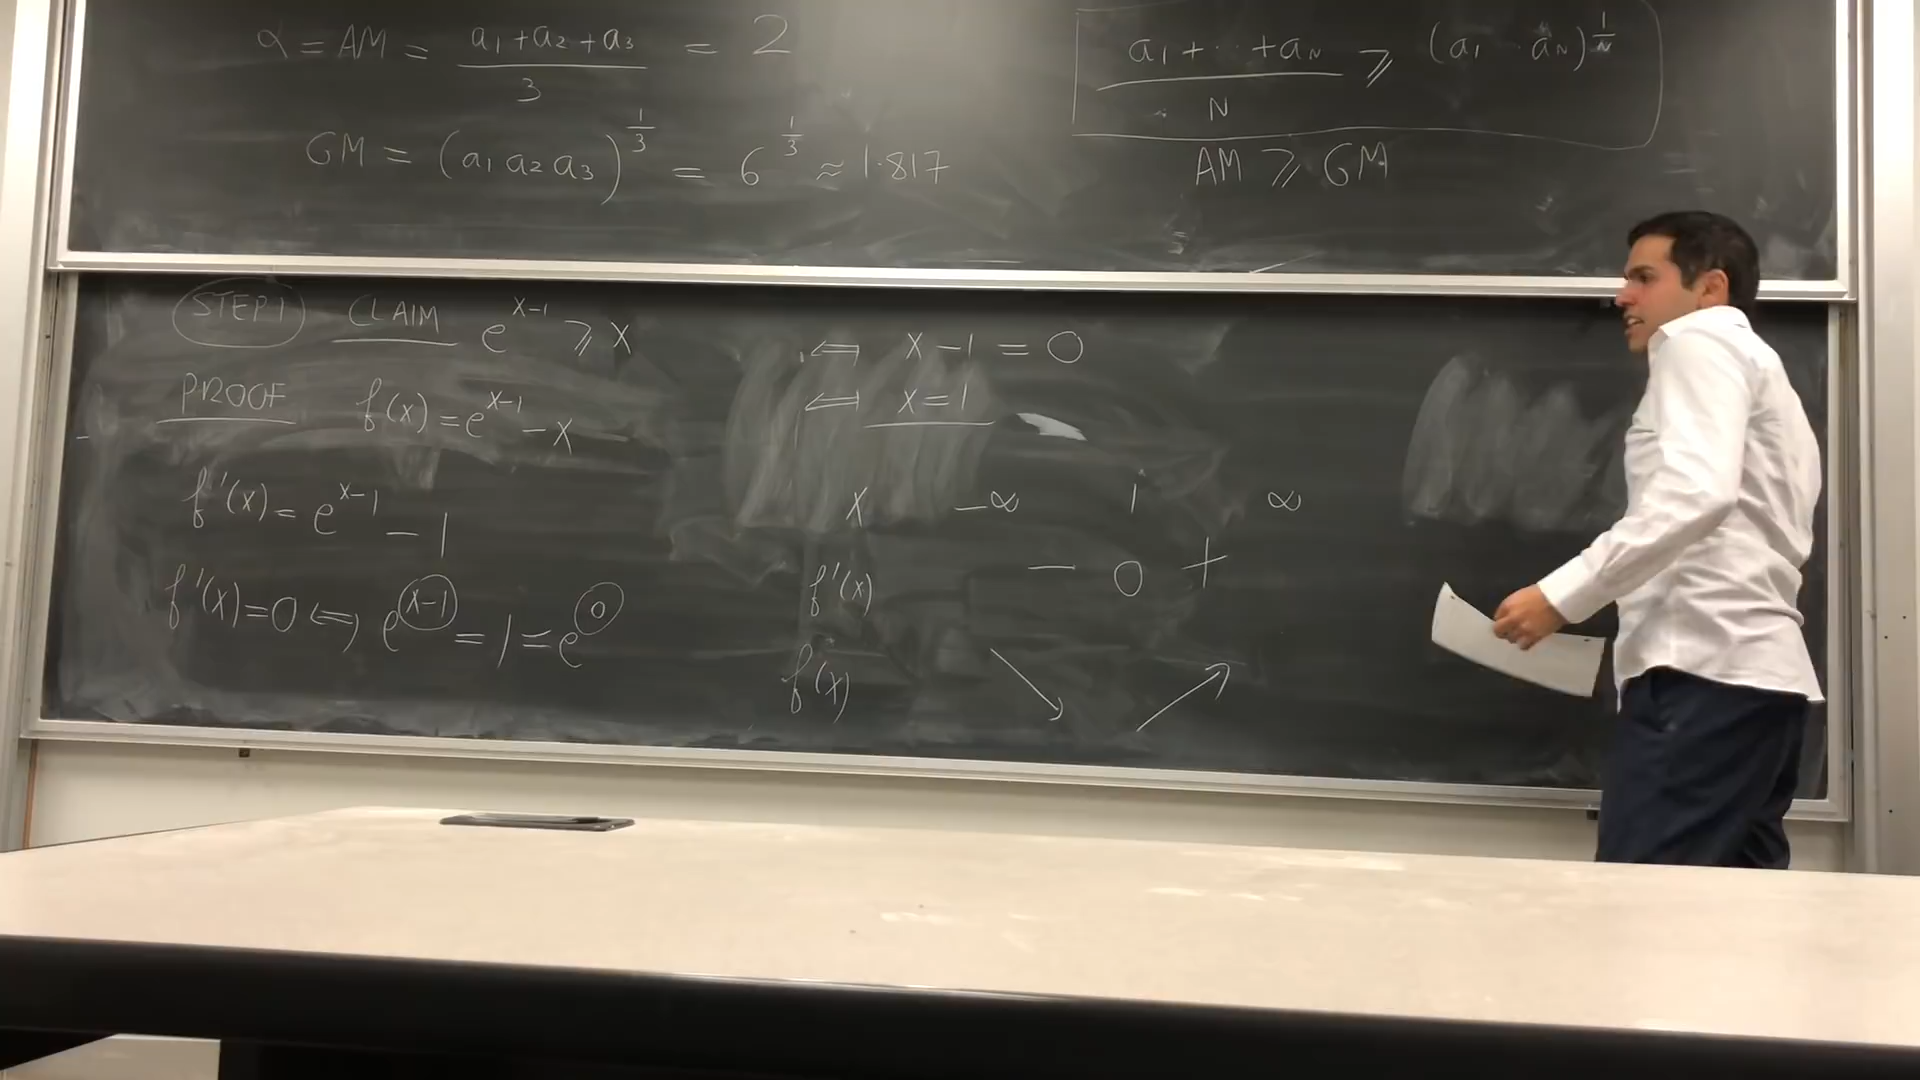 α = AM = (a₁ + a₂ + a₃)/3 = 2
GM = (a₁ a₂ a₃)^(1/3) = 6^(1/3) ≈ 1.817
(a₁ + ⋯ + a_N)/N ⩾ (a₁ ⋯ a_N)^(1/N)
AM ⩾ GM
STEP 1 CLAIM e^(x-1) ⩾ x
PROOF f(x) = e^(x-1) - x
f'(x) = e^(x-1) - 1
f'(x) = 0 ⟺ e^(x-1) = 1 = e^0
⟺ x - 1 = 0
⟺ x = 1
x -∞ 1 ∞
f'(x) - 0 +
f(x) ↘ ↗